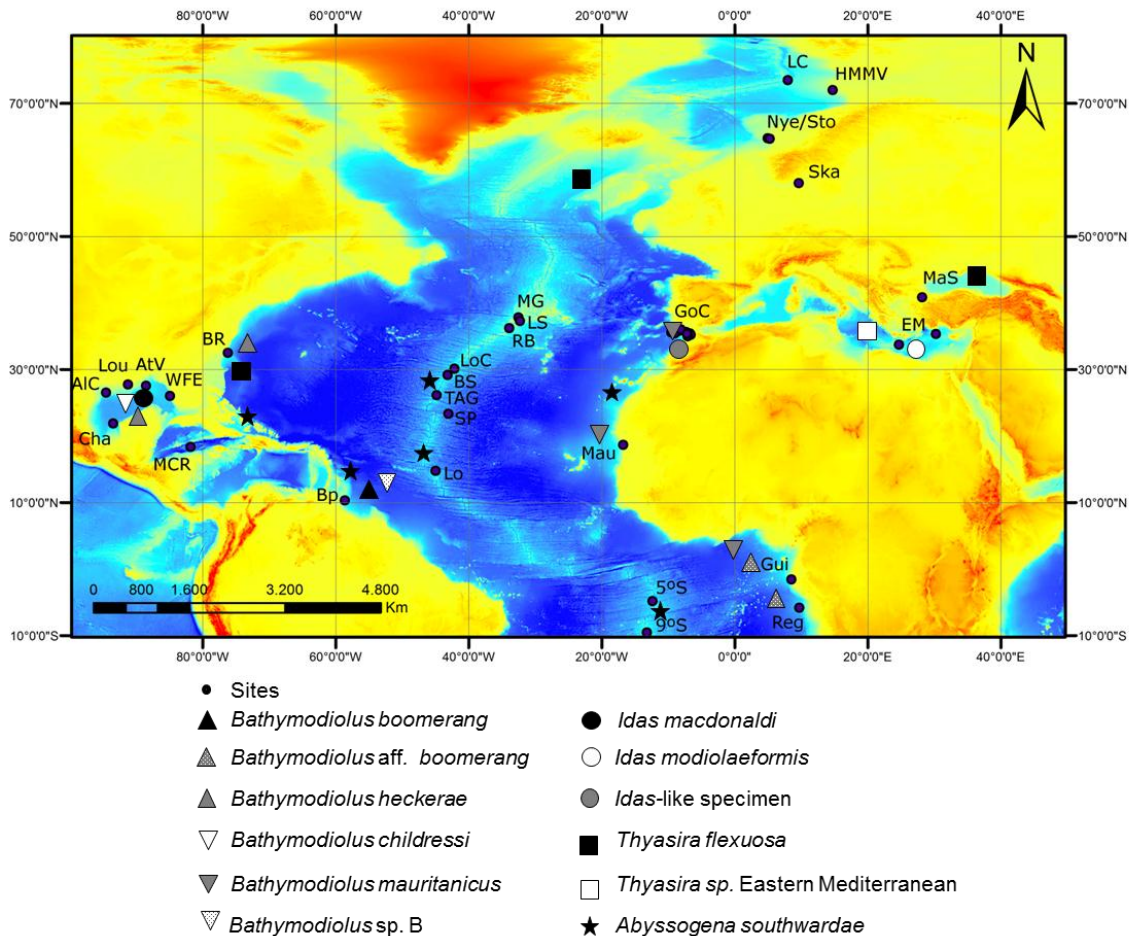 80°0'0"W 60°0'0"W 40°0'0"W 20°0'0"W 0°0'0" 20°0'0"E 40°0'0"E
N
LC
HMMV
70°0'0"N 70°0'0"N
Nye/Sto
Ska
50°0'0"N 50°0'0"N
MaS
MG
GoC
LS
EM
BR
RB
Lou AtV
LoC
30°0'0"N WFE BS 30°0'0"N
AlC
TAG
SP
Cha
MCR
Mau
Lo
Bp
10°0'0"N 10°0'0"N
Gui
0 800 1.600 3.200 4.800
Km
5ºS
9ºS
Reg
10°0'0"S 10°0'0"S
80°0'0"W 60°0'0"W 40°0'0"W 20°0'0"W 0°0'0" 20°0'0"E 40°0'0"E
Sites
Bathymodiolus boomerang
Idas macdonaldi
Bathymodiolus aff. boomerang
Idas modiolaeformis
Bathymodiolus heckerae
Idas-like specimen
Bathymodiolus childressi
Thyasira flexuosa
Bathymodiolus mauritanicus
Thyasira sp. Eastern Mediterranean
Bathymodiolus sp. B
Abyssogena southwardae